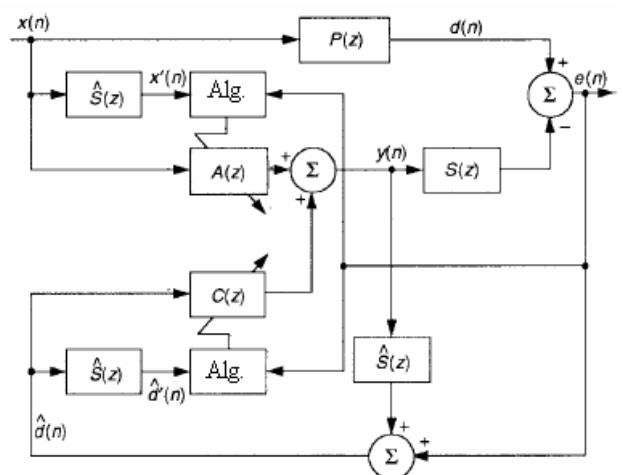 x(n)
P(z)
d(n)
+
e(n)
Σ
−
Ŝ(z)
x'(n)
Alg.
A(z)
+
Σ
+
y(n)
S(z)
C(z)
Ŝ(z)
d̂'(n)
Alg.
Ŝ(z)
d̂(n)
+
Σ
+